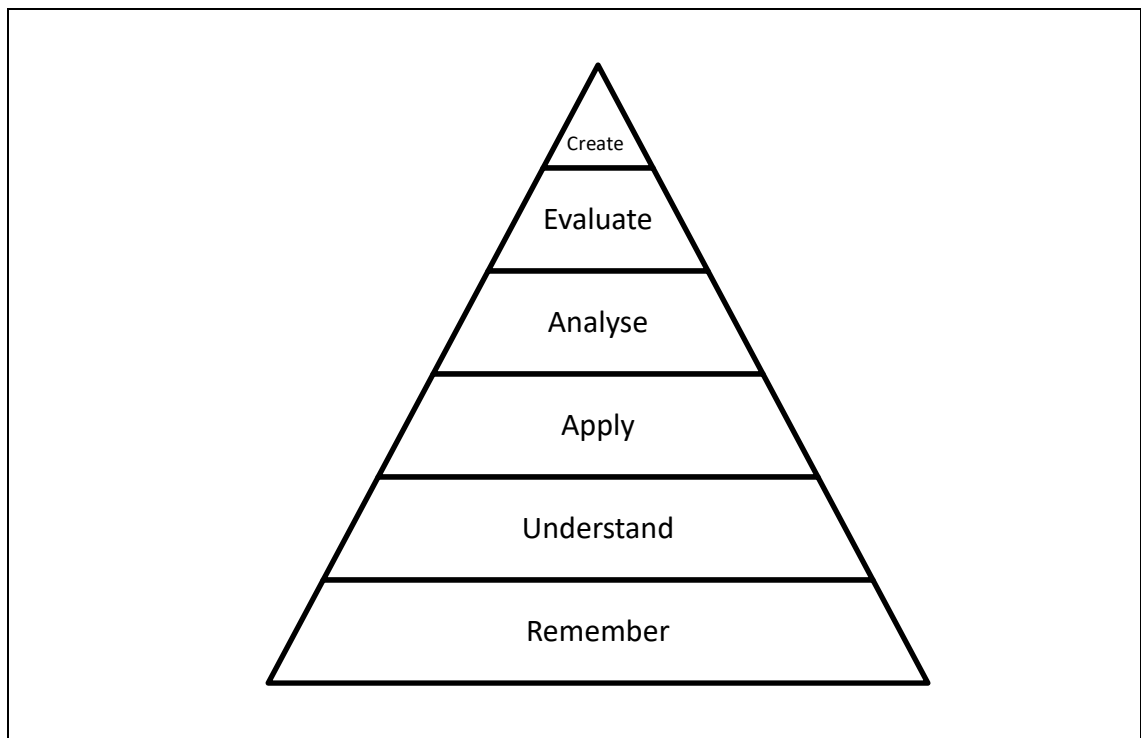 Create
Evaluate
Analyse
Apply
Understand
Remember